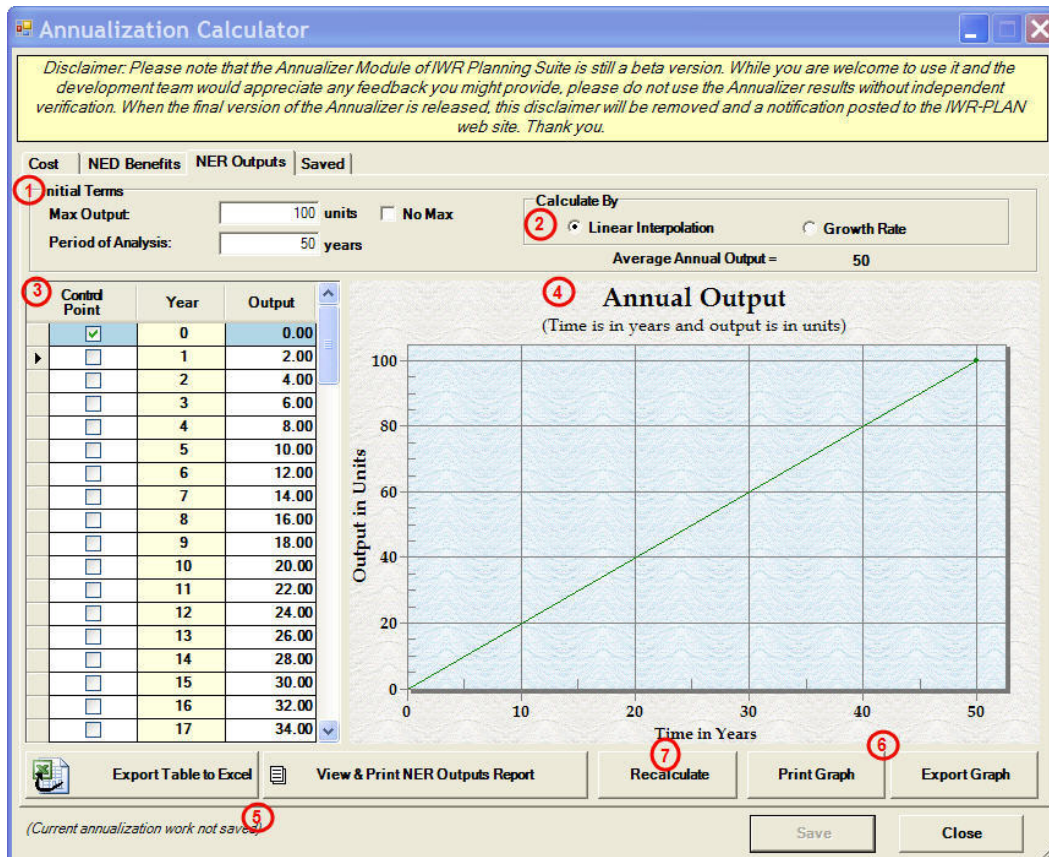 Annualization Calculator
Disclaimer: Please note that the Annualizer Module of IWR Planning Suite is still a beta version. While you are welcome to use it and the
development team would appreciate any feedback you might provide, please do not use the Annualizer results without independent
verification. When the final version of the Annualizer is released, this disclaimer will be removed and a notification posted to the IWR-PLAN
web site. Thank you.
Cost NED Benefits NER Outputs Saved
1 nitial Terms
Max Output: 100 units No Max
Period of Analysis: 50 years
Calculate By
2 Linear Interpolation Growth Rate
Average Annual Output = 50
3 Control Point Year Output
0 0.00
1 2.00
2 4.00
3 6.00
4 8.00
5 10.00
6 12.00
7 14.00
8 16.00
9 18.00
10 20.00
11 22.00
12 24.00
13 26.00
14 28.00
15 30.00
16 32.00
17 34.00
4 Annual Output
(Time is in years and output is in units)
Output in Units
100
80
60
40
20
0
0 10 20 30 40 50
Time in Years
7 6
Export Table to Excel View & Print NER Outputs Report Recalculate Print Graph Export Graph
(Current annualization work not saved) 5
Save Close